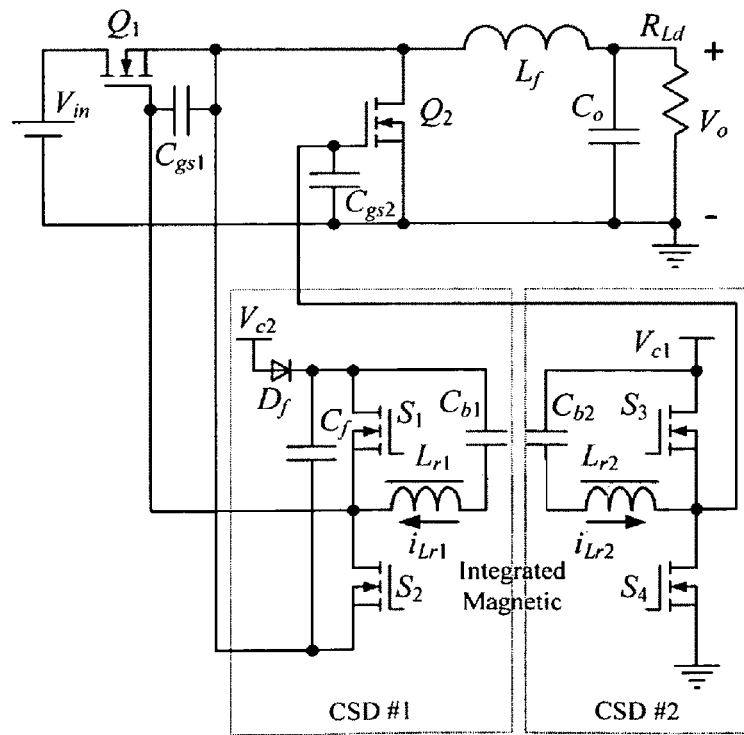 Q1
Vin
Cgs1
Q2
Cgs2
Lf
Co
RLd
+
Vo
-
Vc2
Df
Cf
S1
Cb1
Lr1
iLr1
S2
Integrated
Magnetic
CSD #1
Vc1
Cb2
S3
Lr2
iLr2
S4
CSD #2